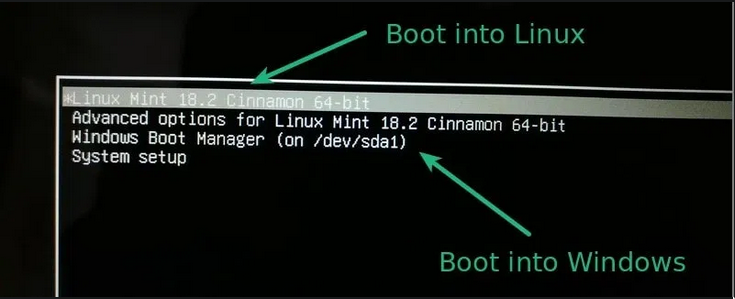 Boot into Linux
*Linux Mint 18.2 Cinnamon 64-bit
Advanced options for Linux Mint 18.2 Cinnamon 64-bit
Windows Boot Manager (on /dev/sda1)
System setup
Boot into Windows